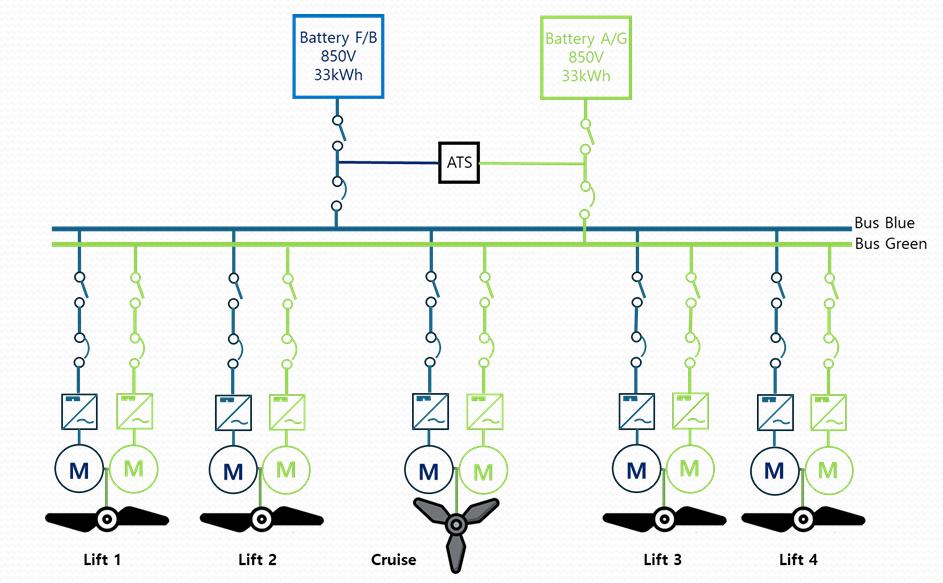 Battery F/B
850V
33kWh
Battery A/G
850V
33kWh
ATS
Bus Blue
Bus Green
M M M M M M M M M M
Lift 1 Lift 2 Cruise Lift 3 Lift 4